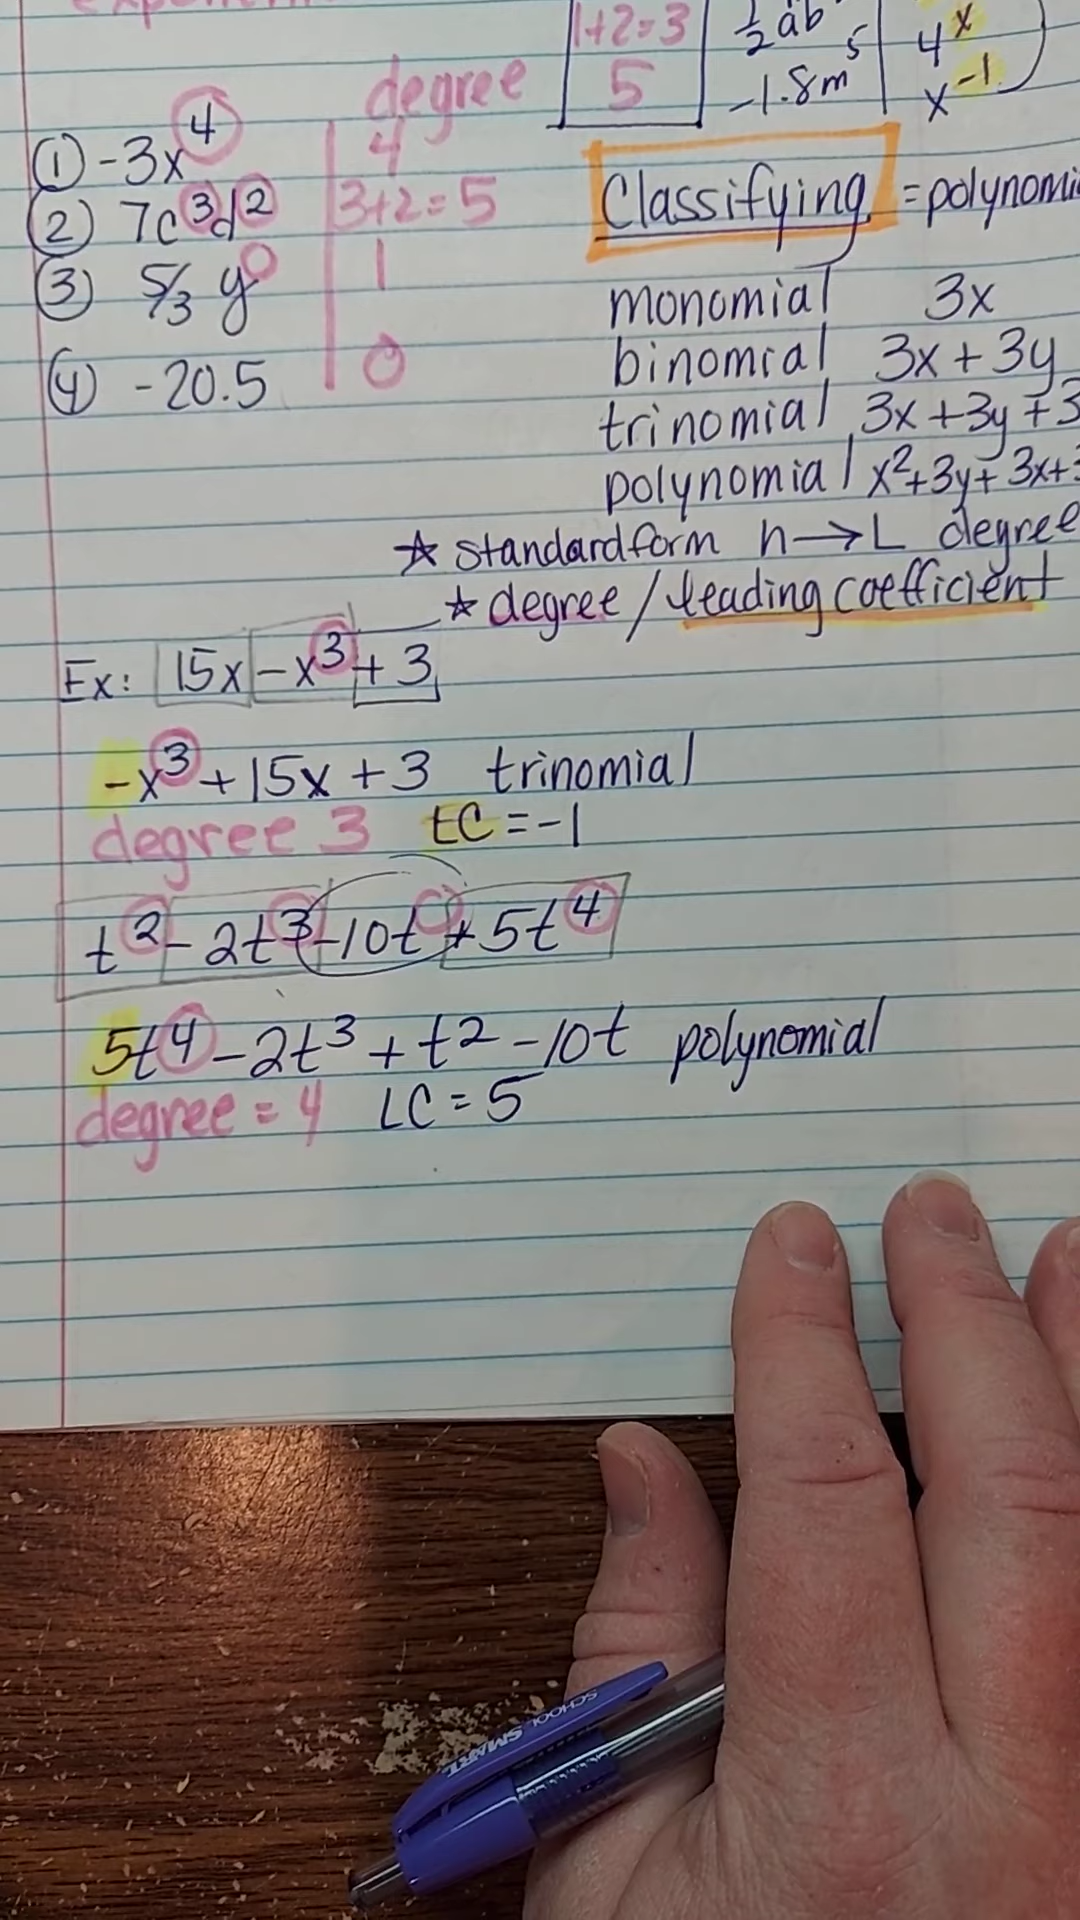 1+2=3 ½ab 4ˣ
5 -1.8m⁵ x⁻¹
degree
① -3x⁴ 4
② 7c³d² 3+2=5
③ 5/3 y 1
④ -20.5 0
Classifying = polynomi
monomial 3x
binomial 3x + 3y
trinomial 3x + 3y + 3
polynomial x²+3y+3x+
☆ standard form h→L degree
☆ degree / leading coefficient
Ex: 15x - x³ + 3
-x³ + 15x + 3 trinomial
degree 3 LC = -1
t² - 2t³ - 10t + 5t⁴
5t⁴ - 2t³ + t² - 10t polynomial
degree = 4 LC = 5
SCHOOL SMART